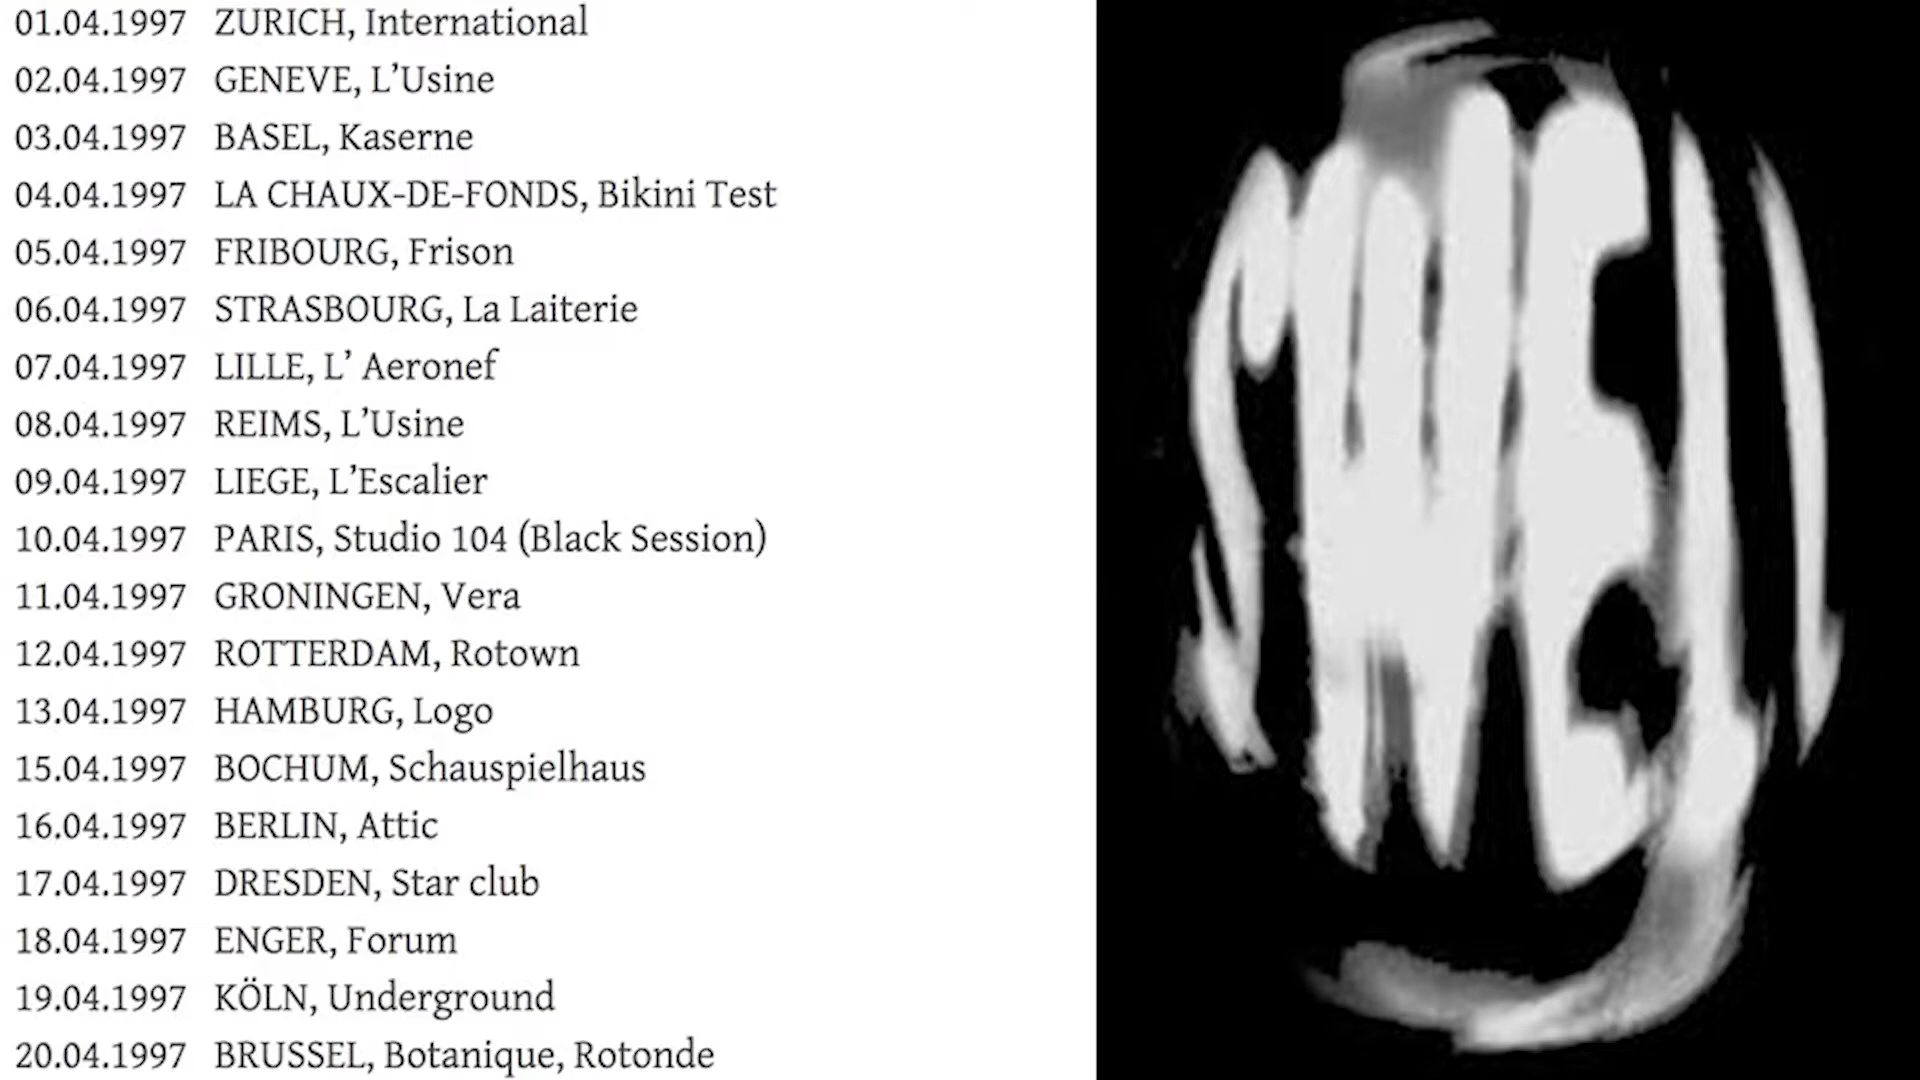 01.04.1997 ZURICH, International
02.04.1997 GENEVE, L’Usine
03.04.1997 BASEL, Kaserne
04.04.1997 LA CHAUX-DE-FONDS, Bikini Test
05.04.1997 FRIBOURG, Frison
06.04.1997 STRASBOURG, La Laiterie
07.04.1997 LILLE, L’ Aeronef
08.04.1997 REIMS, L’Usine
09.04.1997 LIEGE, L’Escalier
10.04.1997 PARIS, Studio 104 (Black Session)
11.04.1997 GRONINGEN, Vera
12.04.1997 ROTTERDAM, Rotown
13.04.1997 HAMBURG, Logo
15.04.1997 BOCHUM, Schauspielhaus
16.04.1997 BERLIN, Attic
17.04.1997 DRESDEN, Star club
18.04.1997 ENGER, Forum
19.04.1997 KÖLN, Underground
20.04.1997 BRUSSEL, Botanique, Rotonde